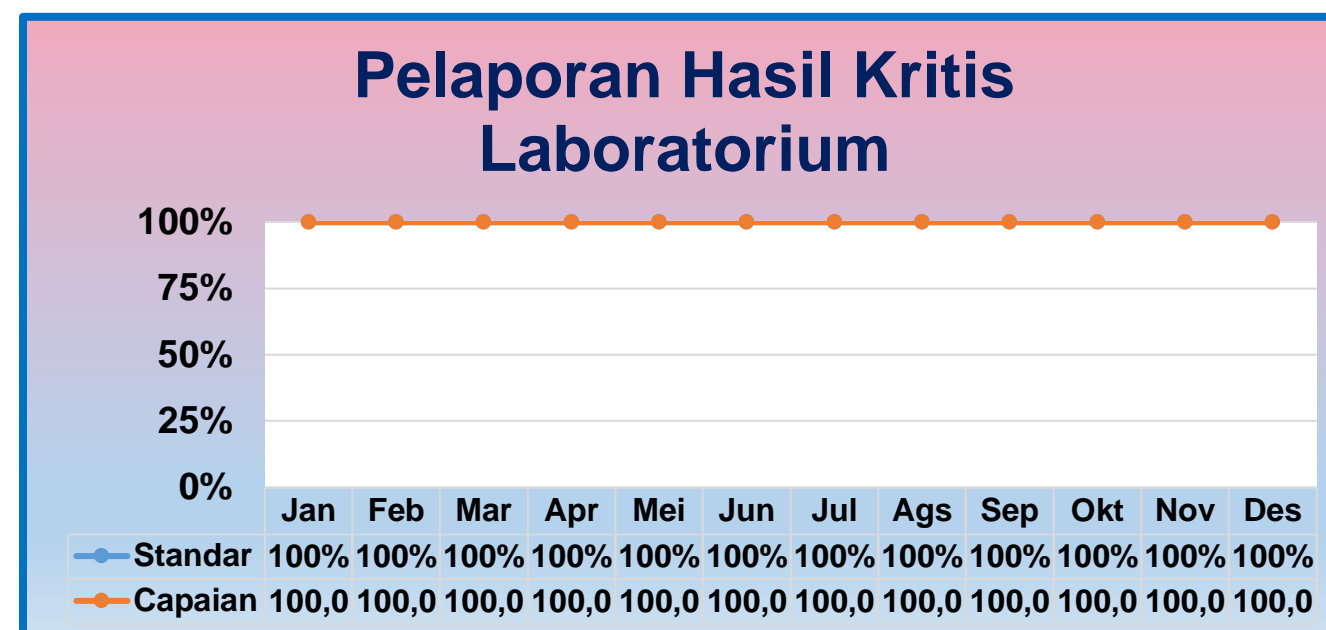 Pelaporan Hasil Kritis
Laboratorium
100%
75%
50%
25%
0%
Jan Feb Mar Apr Mei Jun Jul Ags Sep Okt Nov Des
Standar 100% 100% 100% 100% 100% 100% 100% 100% 100% 100% 100% 100%
Capaian 100,0 100,0 100,0 100,0 100,0 100,0 100,0 100,0 100,0 100,0 100,0 100,0